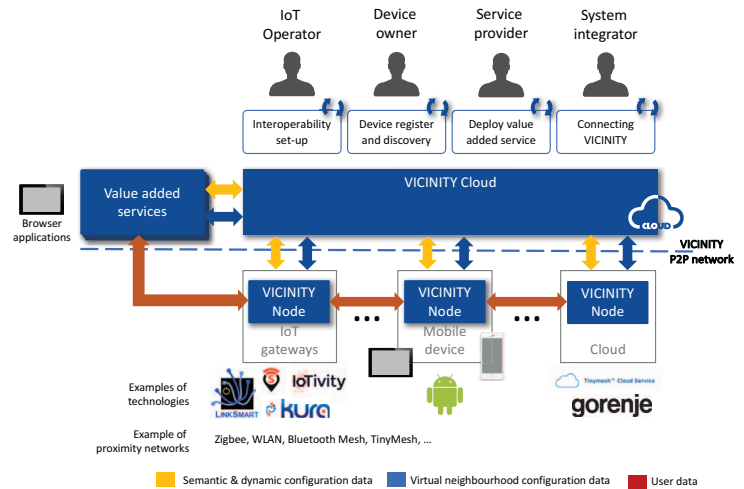 IoT
Operator
Device
owner
Service
provider
System
integrator
Interoperability
set-up
Device register
and discovery
Deploy value
added service
Connecting
VICINITY
Browser
applications
Value added
services
VICINITY Cloud
CLOUD
VICINITY
P2P network
VICINITY
Node
IoT
gateways
...
VICINITY
Node
Mobile
device
...
VICINITY
Node
Cloud
Examples of
technologies
LINKSMART
S
IoTivity
kura
Tinymesh™ Cloud Service
gorenje
Example of
proximity networks
Zigbee, WLAN, Bluetooth Mesh, TinyMesh, ...
Semantic & dynamic configuration data
Virtual neighbourhood configuration data
User data